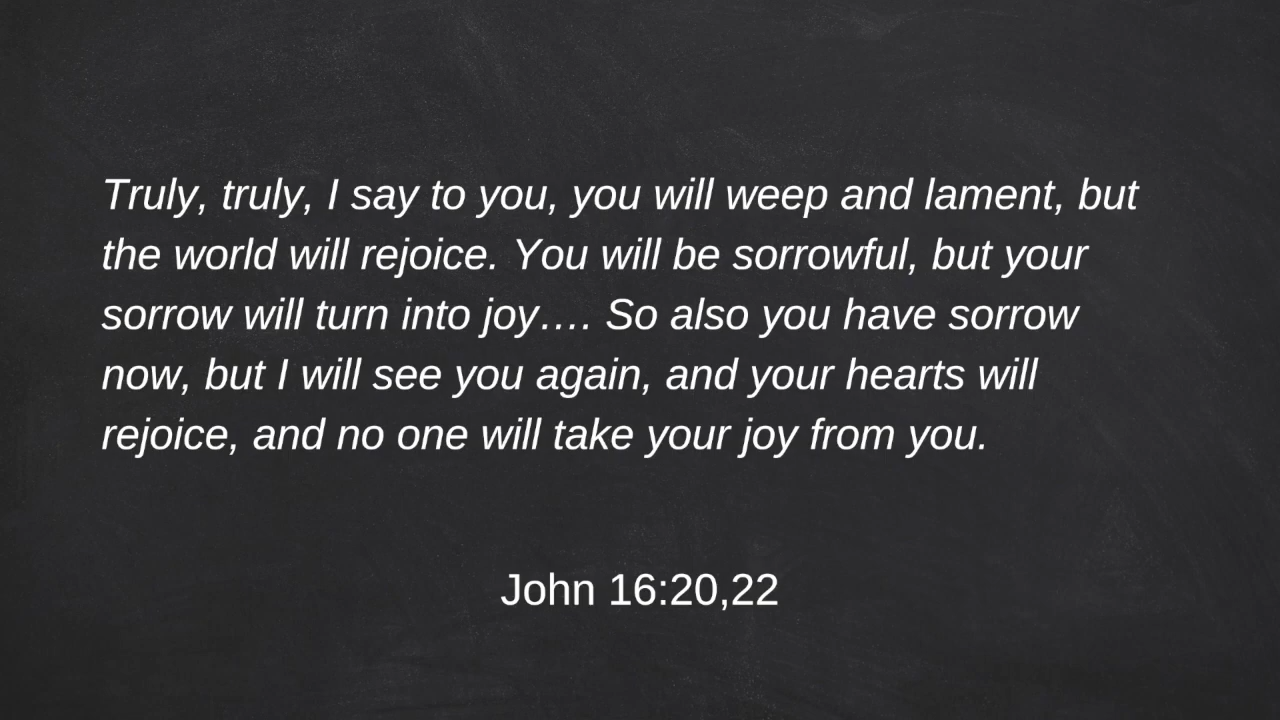 Truly, truly, I say to you, you will weep and lament, but
the world will rejoice. You will be sorrowful, but your
sorrow will turn into joy…. So also you have sorrow
now, but I will see you again, and your hearts will
rejoice, and no one will take your joy from you.
John 16:20,22